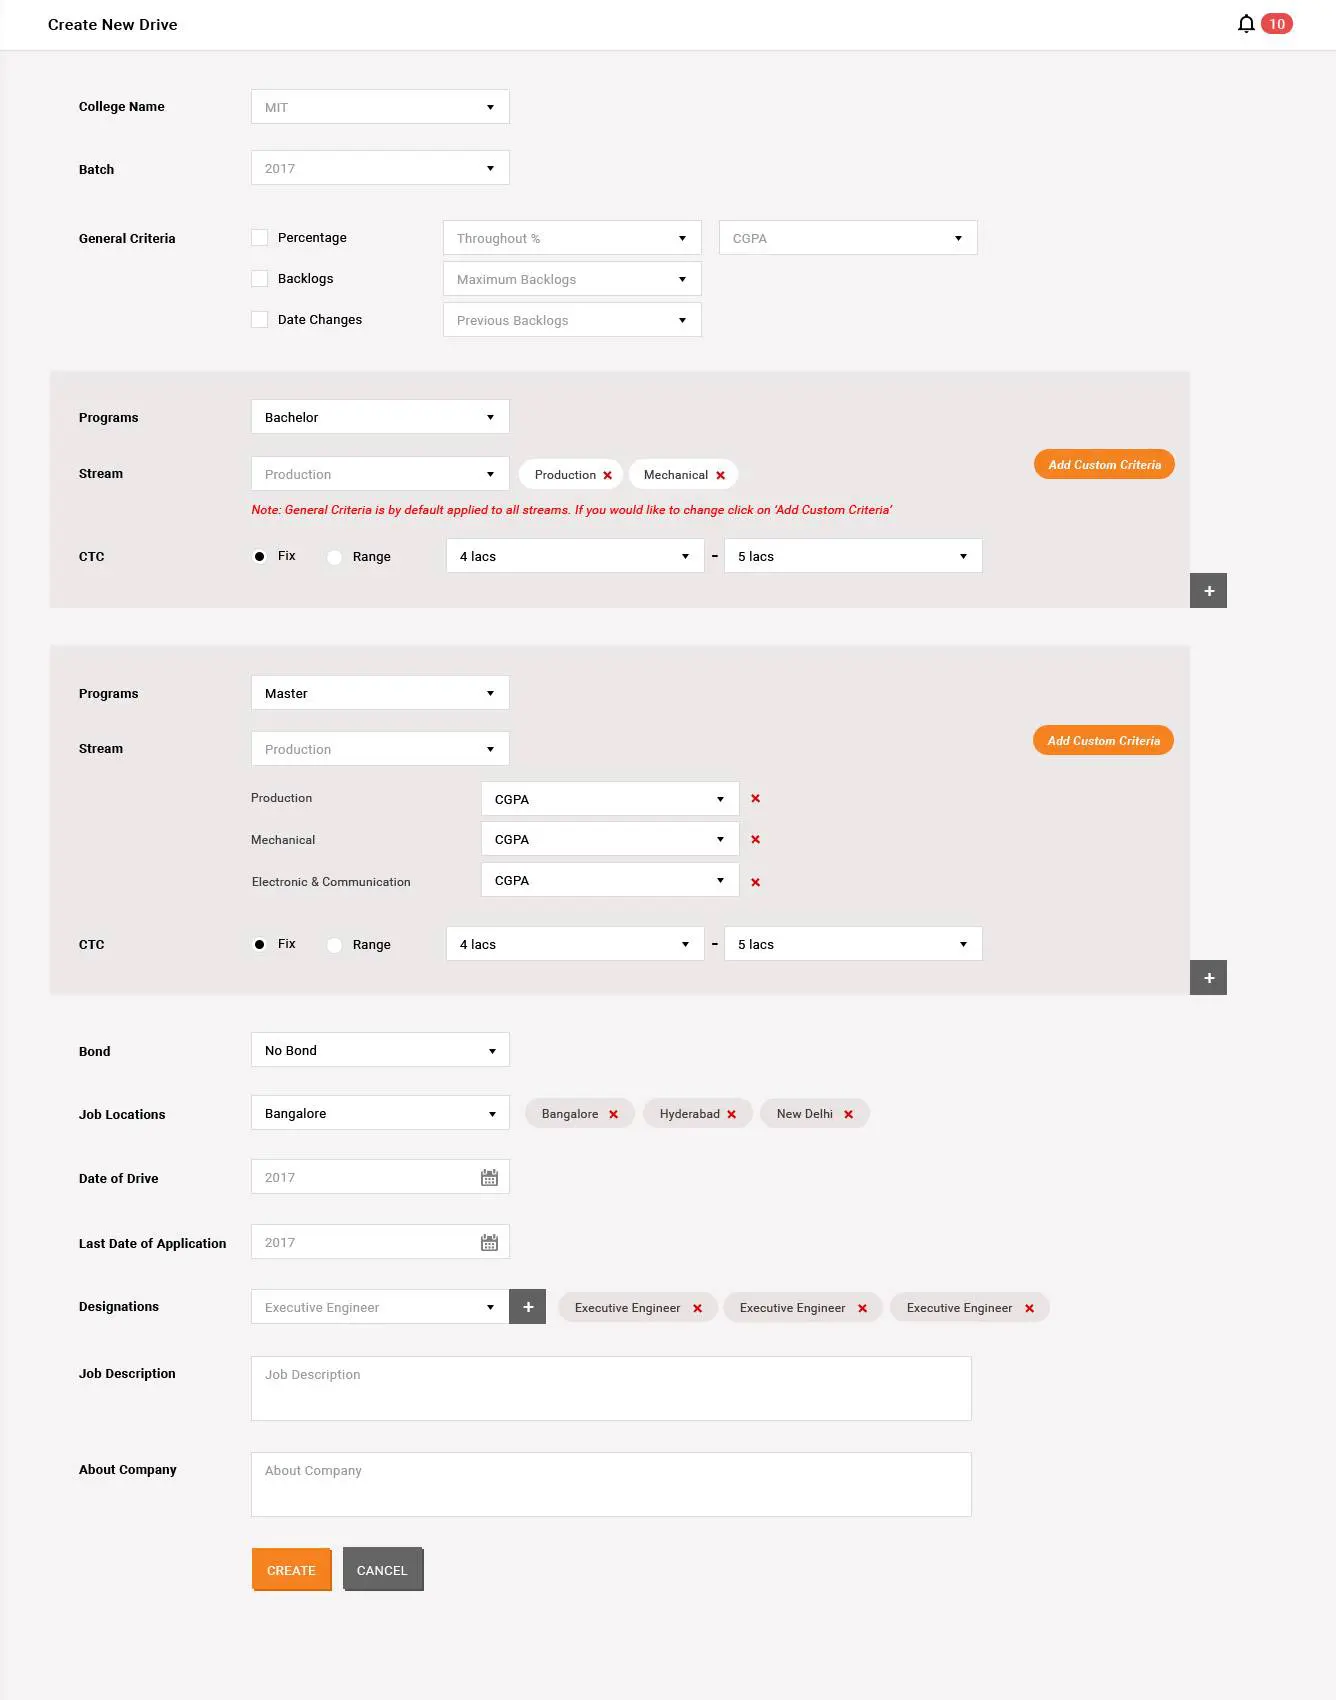 Create New Drive
10
College Name
MIT
Batch
2017
General Criteria
Percentage
Throughout %
CGPA
Backlogs
Maximum Backlogs
Date Changes
Previous Backlogs
Programs
Bachelor
Stream
Production
Production
Mechanical
Add Custom Criteria
Note: General Criteria is by default applied to all streams. If you would like to change click on ‘Add Custom Criteria’
CTC
Fix
Range
4 lacs
-
5 lacs
+
Programs
Master
Stream
Production
Add Custom Criteria
Production
CGPA
Mechanical
CGPA
Electronic & Communication
CGPA
CTC
Fix
Range
4 lacs
-
5 lacs
+
Bond
No Bond
Job Locations
Bangalore
Bangalore
Hyderabad
New Delhi
Date of Drive
2017
Last Date of Application
2017
Designations
Executive Engineer
+
Executive Engineer
Executive Engineer
Executive Engineer
Job Description
Job Description
About Company
About Company
CREATE
CANCEL